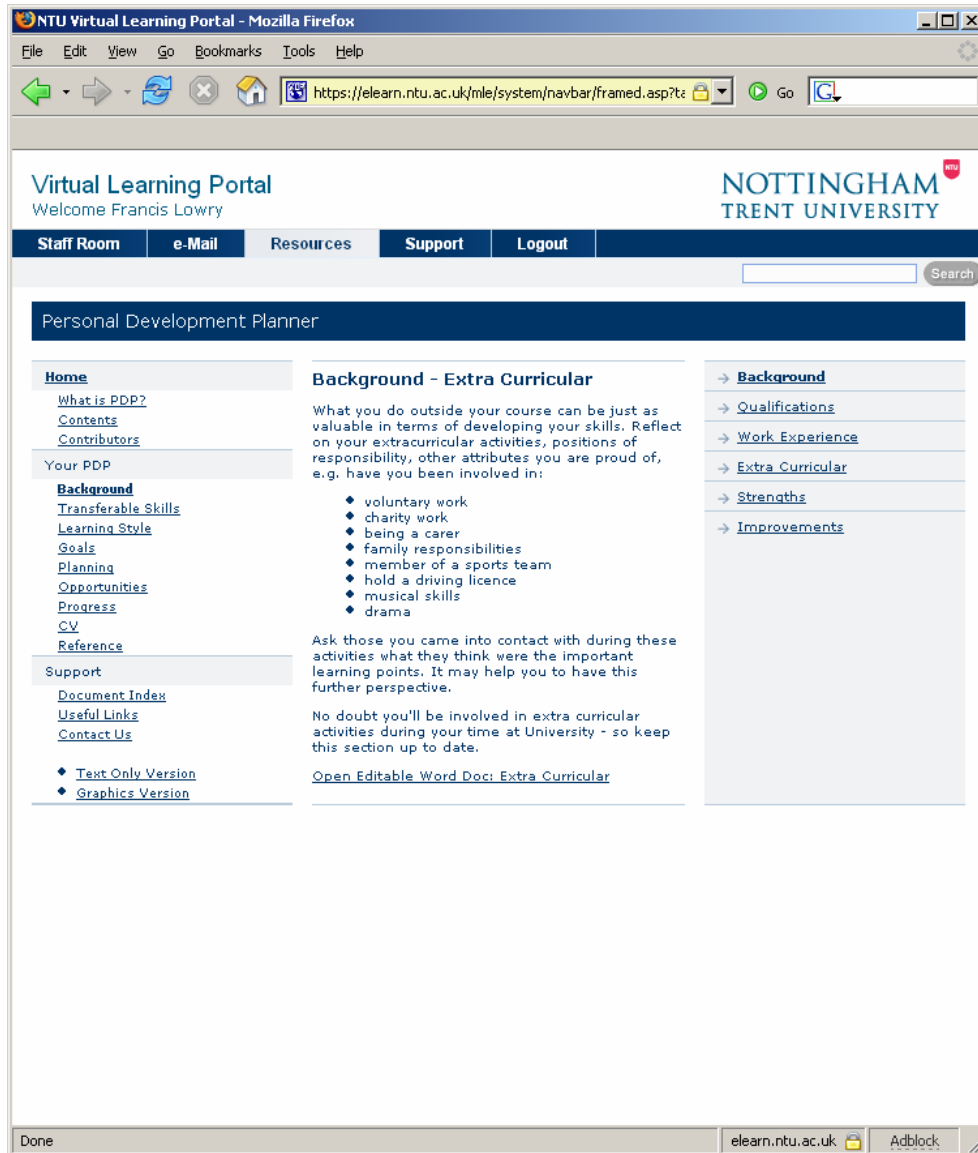 NTU Virtual Learning Portal - Mozilla Firefox
File Edit View Go Bookmarks Tools Help
https://elearn.ntu.ac.uk/mle/system/navbar/framed.asp?ta Go G
Virtual Learning Portal
Welcome Francis Lowry
NTU
NOTTINGHAM
TRENT UNIVERSITY
Staff Room e-Mail Resources Support Logout
Search
Personal Development Planner
Home
What is PDP?
Contents
Contributors
Your PDP
Background
Transferable Skills
Learning Style
Goals
Planning
Opportunities
Progress
CV
Reference
Support
Document Index
Useful Links
Contact Us
Text Only Version
Graphics Version
Background - Extra Curricular
What you do outside your course can be just as
valuable in terms of developing your skills. Reflect
on your extracurricular activities, positions of
responsibility, other attributes you are proud of,
e.g. have you been involved in:
voluntary work
charity work
being a carer
family responsibilities
member of a sports team
hold a driving licence
musical skills
drama
Ask those you came into contact with during these
activities what they think were the important
learning points. It may help you to have this
further perspective.
No doubt you'll be involved in extra curricular
activities during your time at University - so keep
this section up to date.
Open Editable Word Doc: Extra Curricular
Background
Qualifications
Work Experience
Extra Curricular
Strengths
Improvements
Done elearn.ntu.ac.uk Adblock